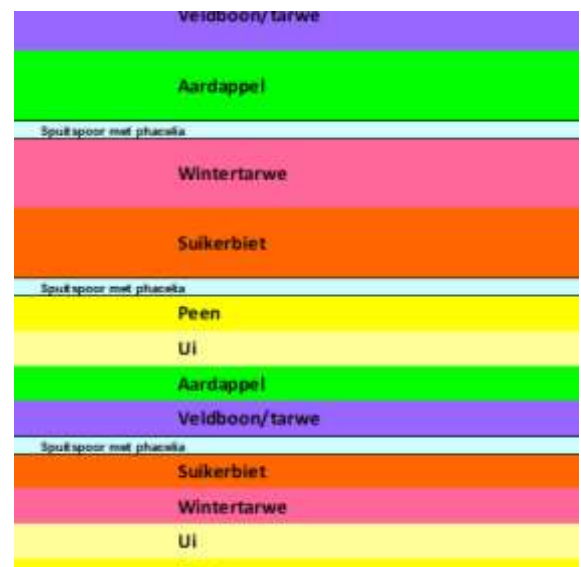 Veldboon/tarwe
Aardappel
Spuitspoor met phacelia
Wintertarwe
Suikerbiet
Spuitspoor met phacelia
Peen
Ui
Aardappel
Veldboon/tarwe
Spuitspoor met phacelia
Suikerbiet
Wintertarwe
Ui